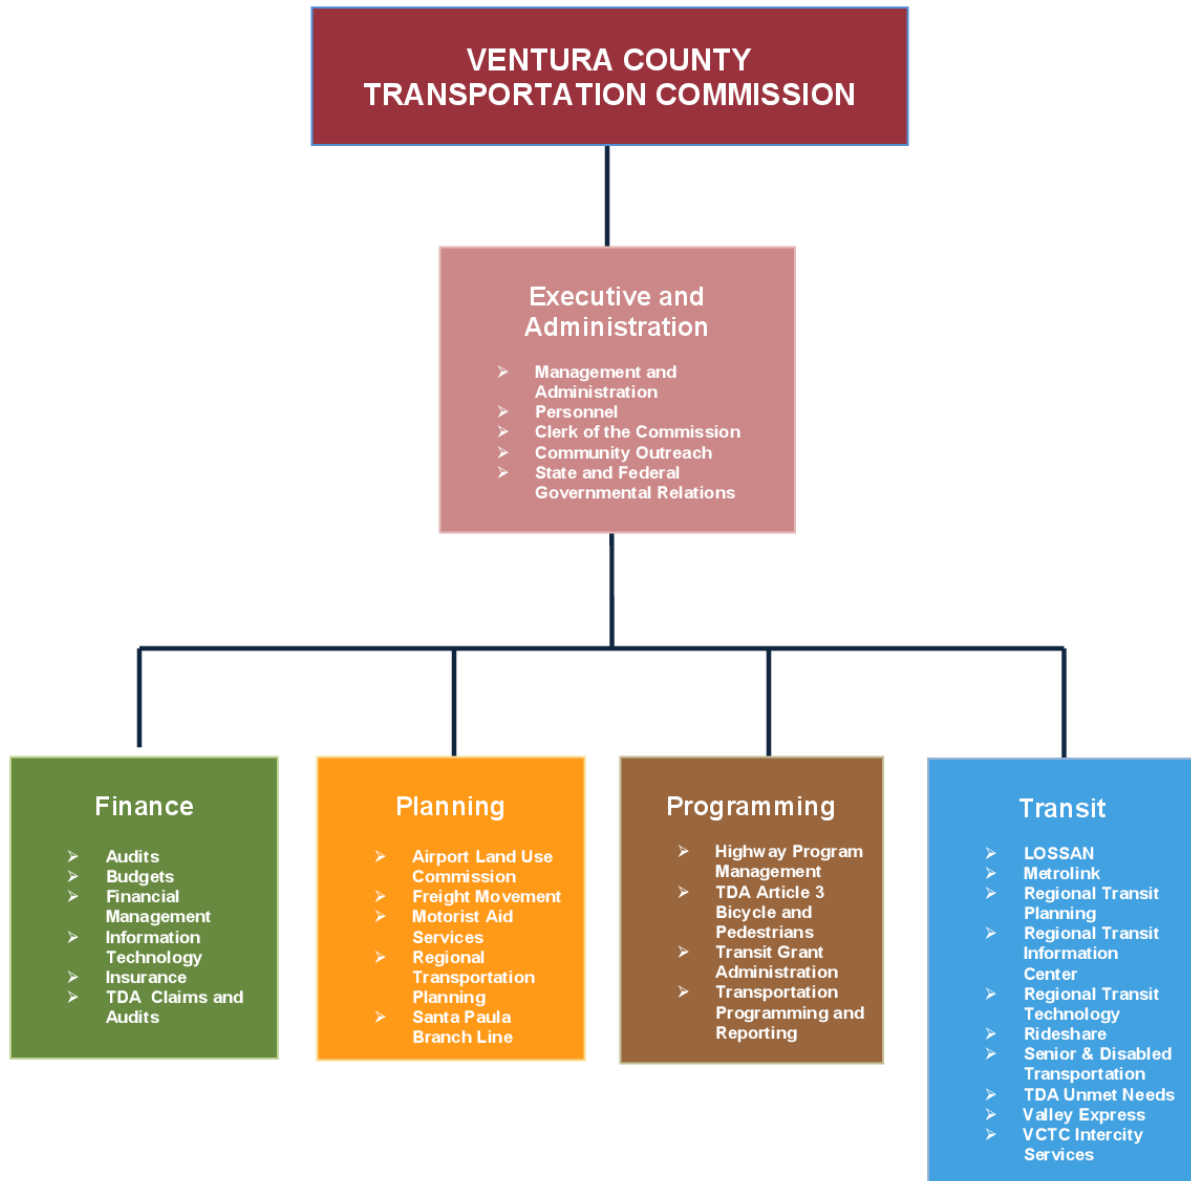 VENTURA COUNTY
TRANSPORTATION COMMISSION
Executive and
Administration
➢ Management and
Administration
➢ Personnel
➢ Clerk of the Commission
➢ Community Outreach
➢ State and Federal
Governmental Relations
Finance
➢ Audits
➢ Budgets
➢ Financial
Management
➢ Information
Technology
➢ Insurance
➢ TDA Claims and
Audits
Planning
➢ Airport Land Use
Commission
➢ Freight Movement
➢ Motorist Aid
Services
➢ Regional
Transportation
Planning
➢ Santa Paula
Branch Line
Programming
➢ Highway Program
Management
➢ TDA Article 3
Bicycle and
Pedestrians
➢ Transit Grant
Administration
➢ Transportation
Programming and
Reporting
Transit
➢ LOSSAN
➢ Metrolink
➢ Regional Transit
Planning
➢ Regional Transit
Information
Center
➢ Regional Transit
Technology
➢ Rideshare
➢ Senior & Disabled
Transportation
➢ TDA Unmet Needs
➢ Valley Express
➢ VCTC Intercity
Services